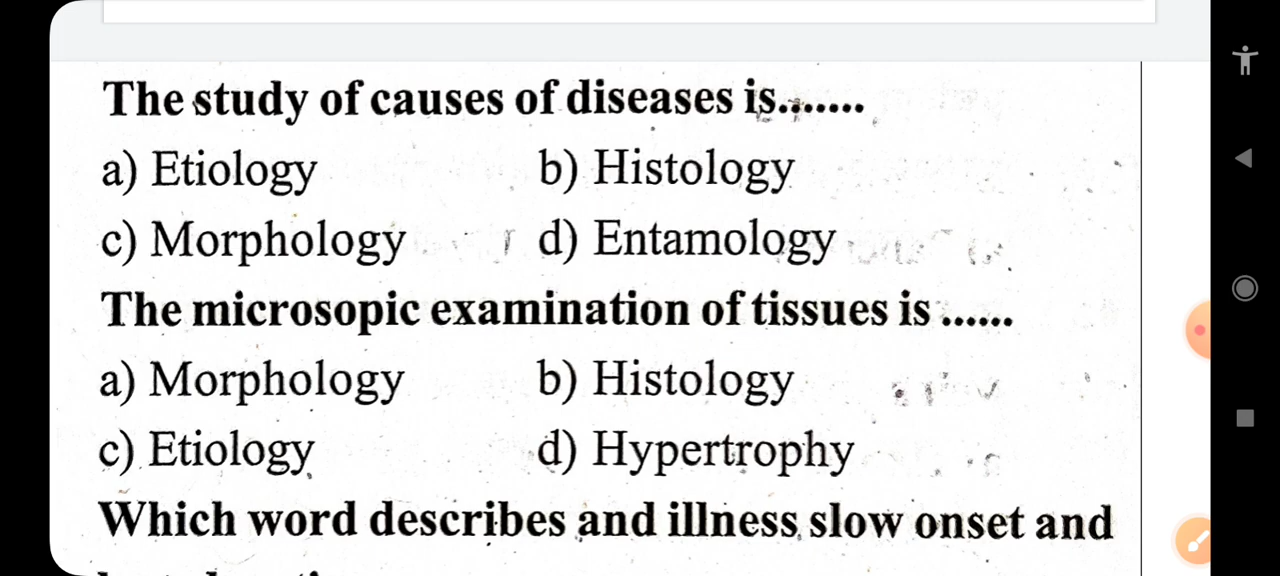 The study of causes of diseases is.......
a) Etiology b) Histology
c) Morphology d) Entamology
The microsopic examination of tissues is ......
a) Morphology b) Histology
c) Etiology d) Hypertrophy
Which word describes and illness slow onset and